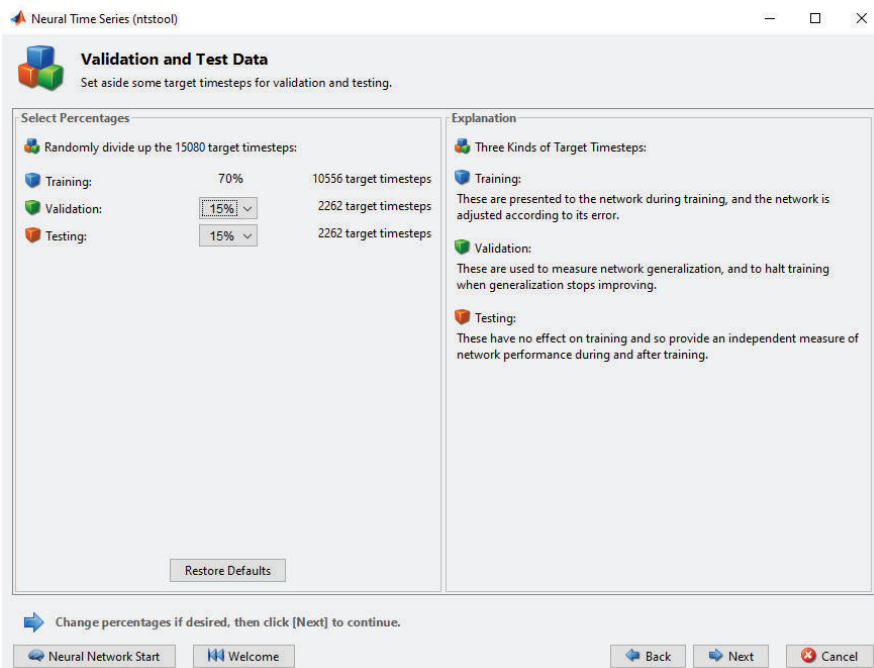 Neural Time Series (ntstool)
Validation and Test Data
Set aside some target timesteps for validation and testing.
Select Percentages
Randomly divide up the 15080 target timesteps:
Training: 70% 10556 target timesteps
Validation: 15% 2262 target timesteps
Testing: 15% 2262 target timesteps
Restore Defaults
Explanation
Three Kinds of Target Timesteps:
Training:
These are presented to the network during training, and the network is
adjusted according to its error.
Validation:
These are used to measure network generalization, and to halt training
when generalization stops improving.
Testing:
These have no effect on training and so provide an independent measure of
network performance during and after training.
Change percentages if desired, then click [Next] to continue.
Neural Network Start Welcome Back Next Cancel